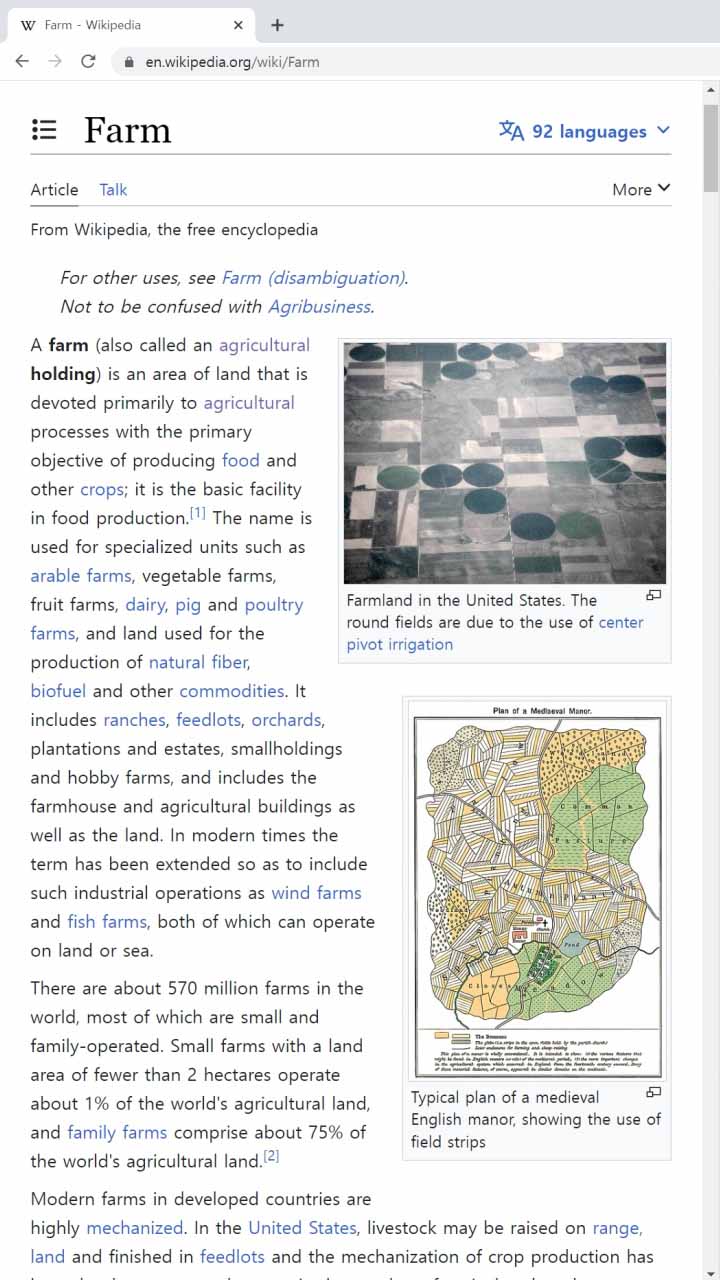 Farm - Wikipedia
en.wikipedia.org/wiki/Farm
Farm
92 languages
Article Talk More
From Wikipedia, the free encyclopedia
For other uses, see Farm (disambiguation).
Not to be confused with Agribusiness.
A farm (also called an agricultural
holding) is an area of land that is
devoted primarily to agricultural
processes with the primary
objective of producing food and
other crops; it is the basic facility
in food production.[1] The name is
used for specialized units such as
arable farms, vegetable farms,
fruit farms, dairy, pig and poultry
farms, and land used for the
production of natural fiber,
biofuel and other commodities. It
includes ranches, feedlots, orchards,
plantations and estates, smallholdings
and hobby farms, and includes the
farmhouse and agricultural buildings as
well as the land. In modern times the
term has been extended so as to include
such industrial operations as wind farms
and fish farms, both of which can operate
on land or sea.
Farmland in the United States. The
round fields are due to the use of center
pivot irrigation
Plan of a Mediaeval Manor.
Common
Pasture
Pond
Typical plan of a medieval
English manor, showing the use of
field strips
There are about 570 million farms in the
world, most of which are small and
family-operated. Small farms with a land
area of fewer than 2 hectares operate
about 1% of the world's agricultural land,
and family farms comprise about 75% of
the world's agricultural land.[2]
Modern farms in developed countries are
highly mechanized. In the United States, livestock may be raised on range,
land and finished in feedlots and the mechanization of crop production has